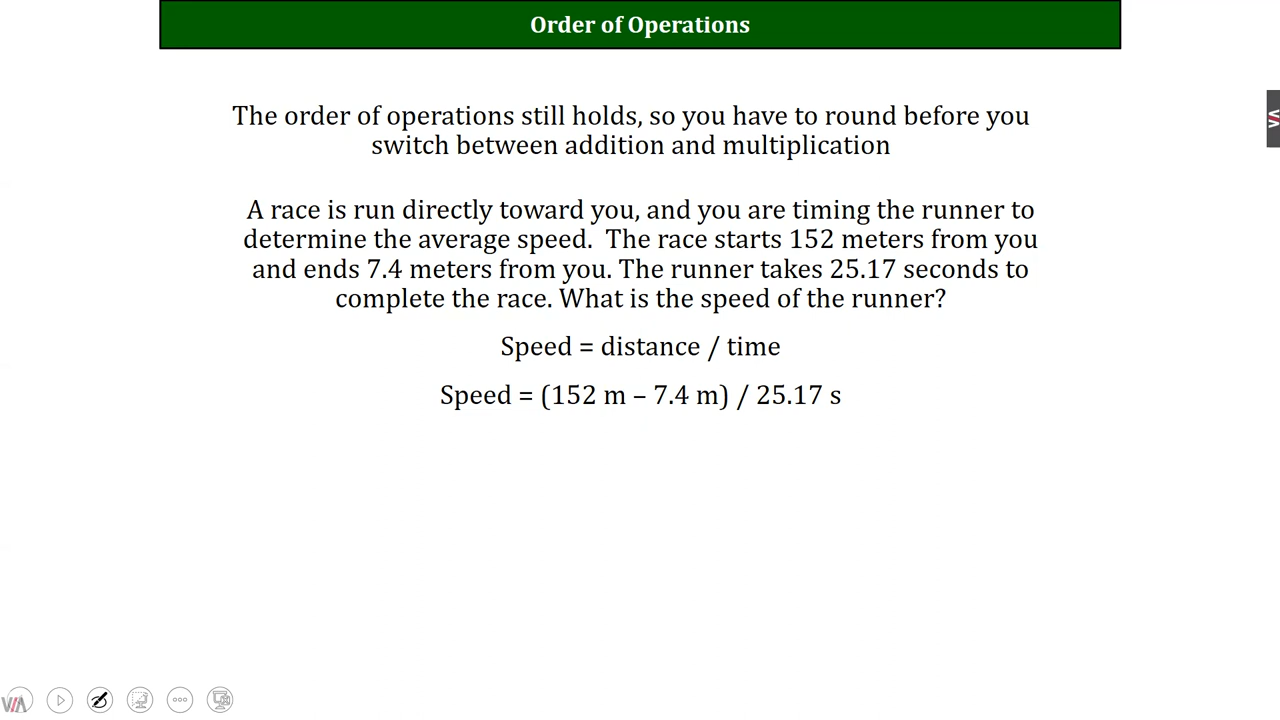 Order of Operations
The order of operations still holds, so you have to round before you
switch between addition and multiplication
A race is run directly toward you, and you are timing the runner to
determine the average speed.  The race starts 152 meters from you
and ends 7.4 meters from you. The runner takes 25.17 seconds to
complete the race. What is the speed of the runner?
Speed = distance / time
Speed = (152 m – 7.4 m) / 25.17 s
VIA